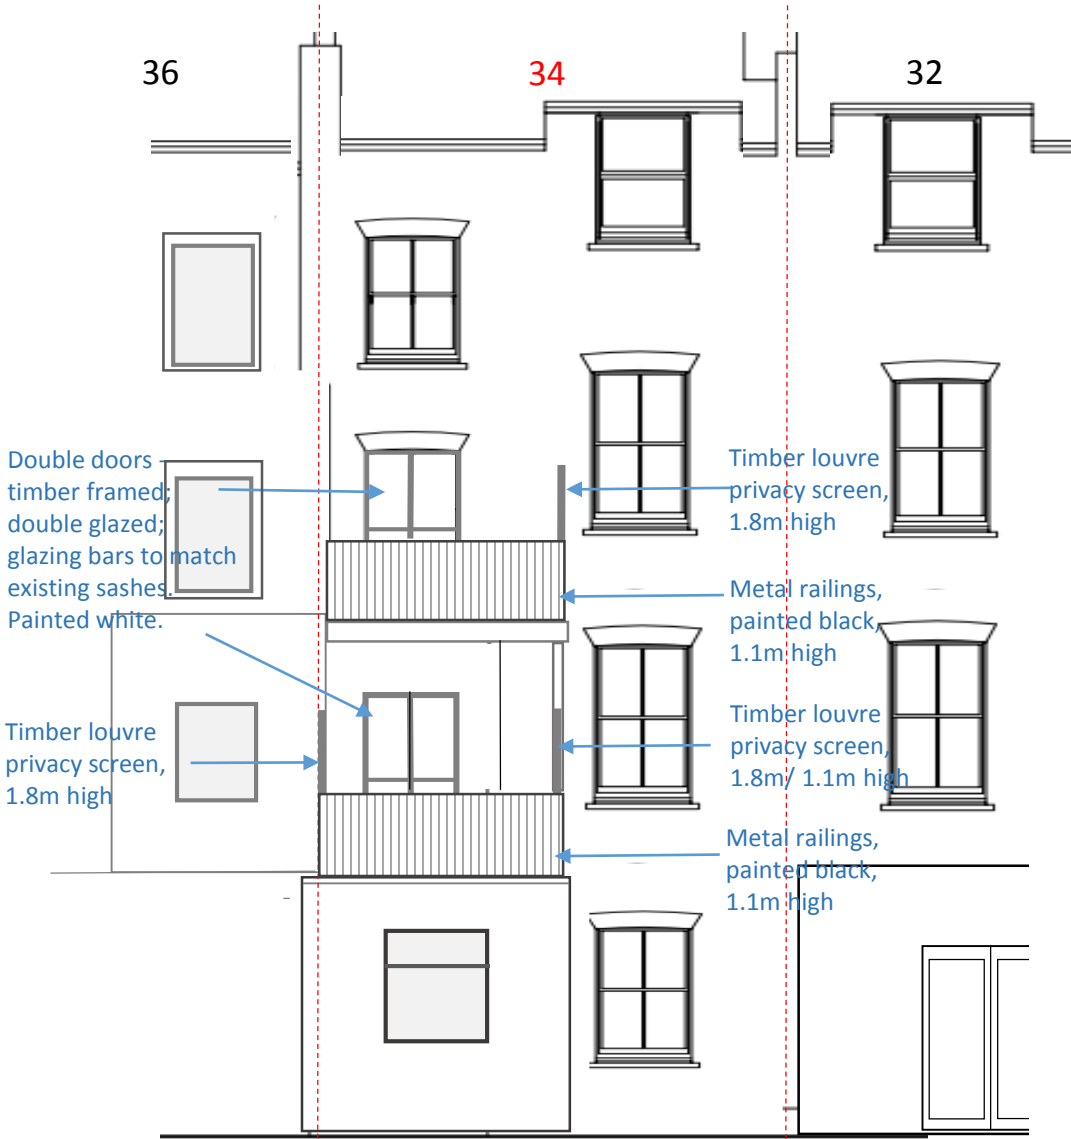 36
34
32
Double doors -
timber framed;
double glazed;
glazing bars to match
existing sashes.
Painted white.
Timber louvre
privacy screen,
1.8m high
Timber louvre
privacy screen,
1.8m high
Metal railings,
painted black,
1.1m high
Timber louvre
privacy screen,
1.8m/ 1.1m high
Metal railings,
painted black,
1.1m high